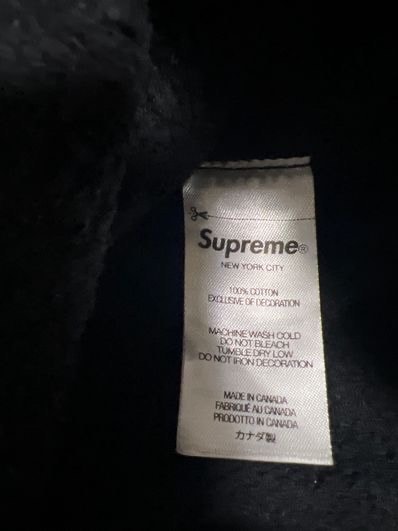 Supreme®
NEW YORK CITY
100% COTTON
EXCLUSIVE OF DECORATION
MACHINE WASH COLD
DO NOT BLEACH
TUMBLE DRY LOW
DO NOT IRON DECORATION
MADE IN CANADA
FABRIQUÉ AU CANADA
PRODOTTO IN CANADA
カナダ製